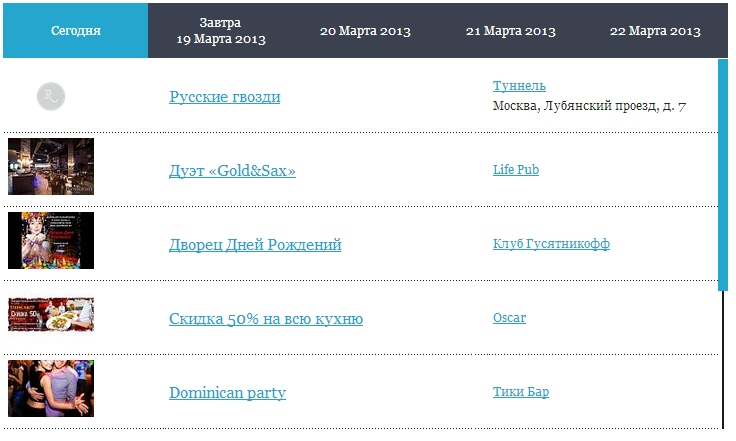 Сегодня
Завтра
19 Марта 2013
20 Марта 2013
21 Марта 2013
22 Марта 2013
Русские гвозди
Туннель
Москва, Лубянский проезд, д. 7
Дуэт «Gold&Sax»
Life Pub
Дворец Дней Рождений
Клуб Гусятникофф
Скидка 50% на всю кухню
Oscar
Dominican party
Тики Бар